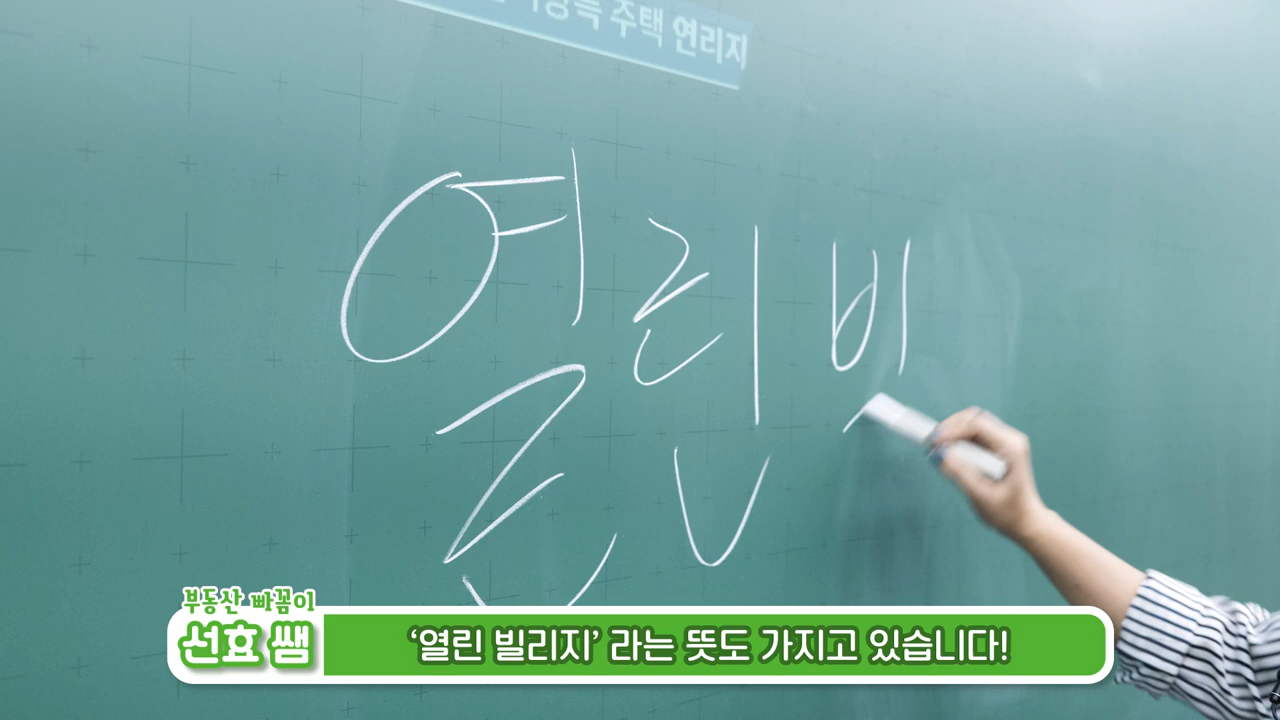 주택 연리지
열린 비
부동산 빠꼼이
선효 쌤
‘열린 빌리지’ 라는 뜻도 가지고 있습니다!